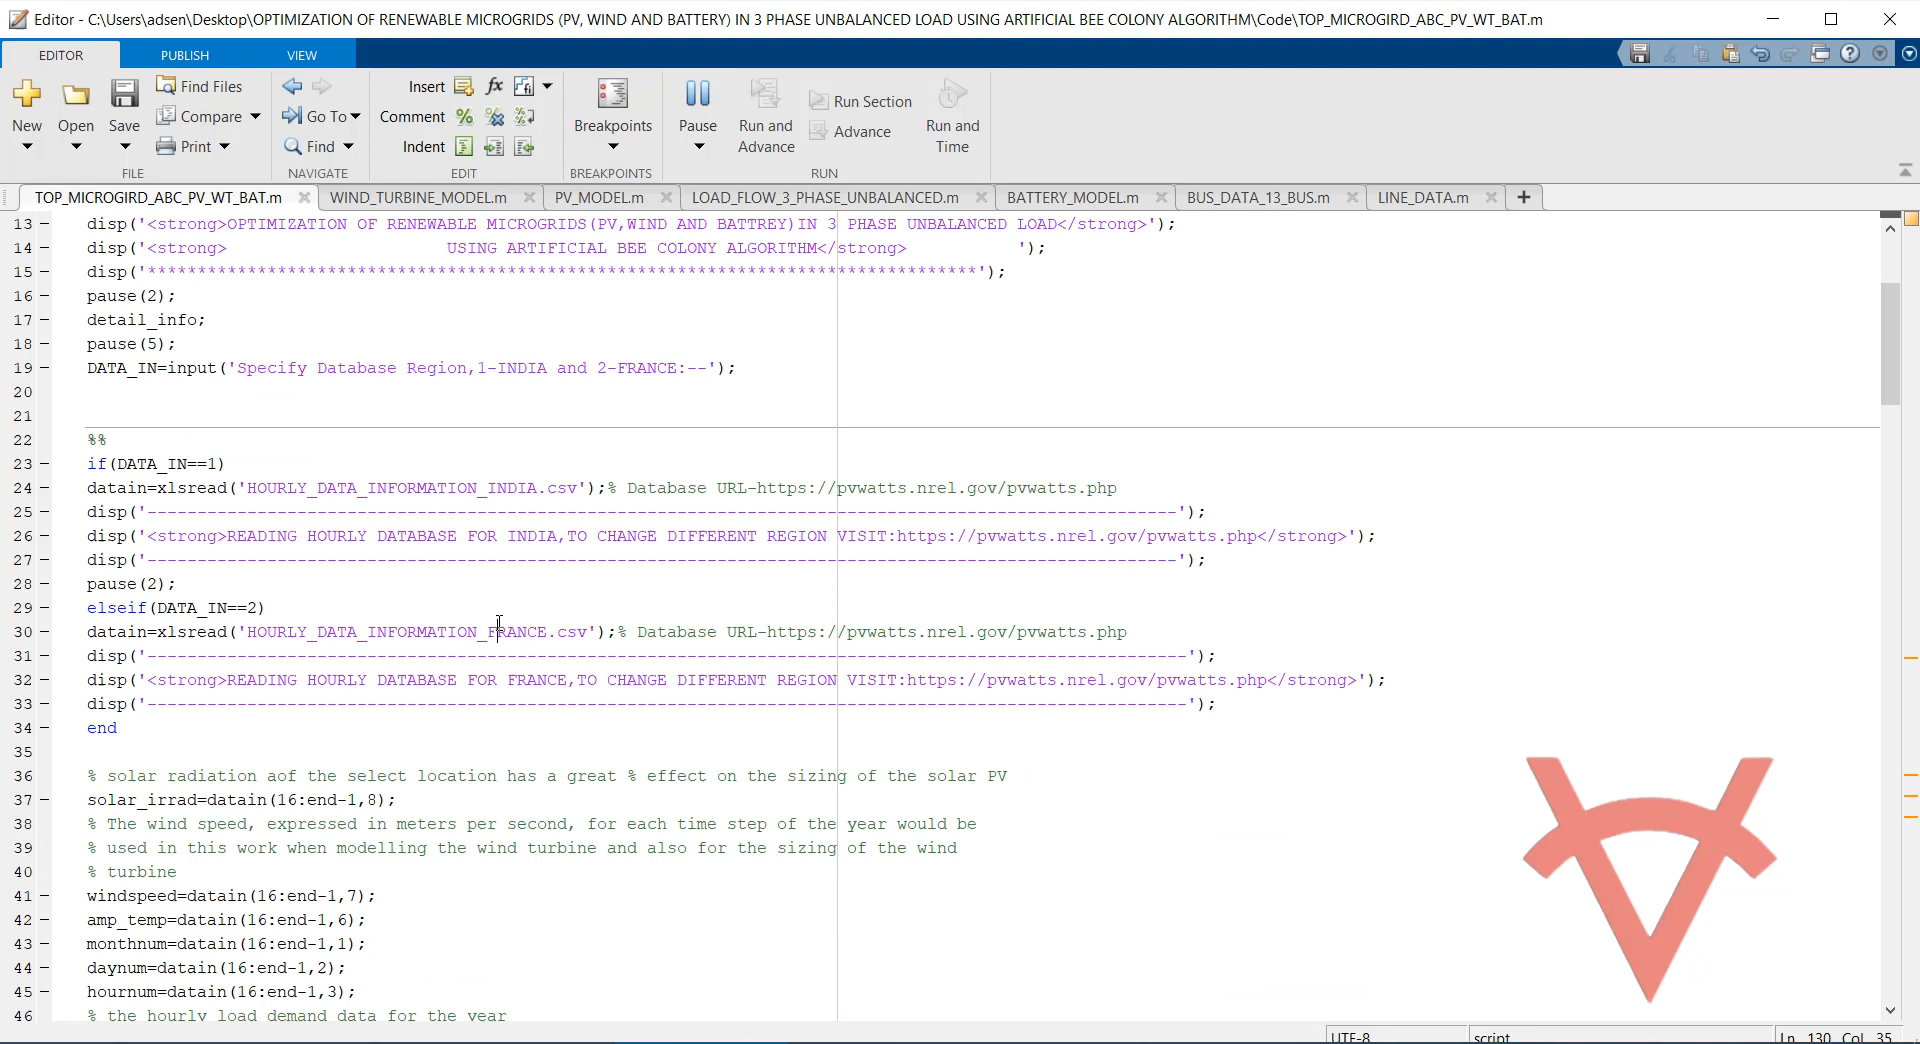 Editor - C:\Users\adsen\Desktop\OPTIMIZATION OF RENEWABLE MICROGRIDS (PV, WIND AND BATTERY) IN 3 PHASE UNBALANCED LOAD USING ARTIFICIAL BEE COLONY ALGORITHM\Code\TOP_MICROGIRD_ABC_PV_WT_BAT.m
EDITOR PUBLISH VIEW
New Open Save Find Files Compare Print
Go To Find
Insert fx Comment Indent
Breakpoints
Pause Run and Advance Run Section Advance Run and Time
FILE NAVIGATE EDIT BREAKPOINTS RUN
TOP_MICROGIRD_ABC_PV_WT_BAT.m WIND_TURBINE_MODEL.m PV_MODEL.m LOAD_FLOW_3_PHASE_UNBALANCED.m BATTERY_MODEL.m BUS_DATA_13_BUS.m LINE_DATA.m
13 - disp('<strong>OPTIMIZATION OF RENEWABLE MICROGRIDS(PV,WIND AND BATTREY)IN 3 PHASE UNBALANCED LOAD</strong>');
14 - disp('<strong> USING ARTIFICIAL BEE COLONY ALGORITHM</strong> ');
15 - disp('***********************************************************************************');
16 - pause(2);
17 - detail_info;
18 - pause(5);
19 - DATA_IN=input('Specify Database Region,1-INDIA and 2-FRANCE:--');
20
21
22 %%
23 - if(DATA_IN==1)
24 - datain=xlsread('HOURLY_DATA_INFORMATION_INDIA.csv');% Database URL-https://pvwatts.nrel.gov/pvwatts.php
25 - disp('-------------------------------------------------------------------------------------------------------');
26 - disp('<strong>READING HOURLY DATABASE FOR INDIA,TO CHANGE DIFFERENT REGION VISIT:https://pvwatts.nrel.gov/pvwatts.php</strong>');
27 - disp('-------------------------------------------------------------------------------------------------------');
28 - pause(2);
29 - elseif(DATA_IN==2)
30 - datain=xlsread('HOURLY_DATA_INFORMATION_FRANCE.csv');% Database URL-https://pvwatts.nrel.gov/pvwatts.php
31 - disp('--------------------------------------------------------------------------------------------------------');
32 - disp('<strong>READING HOURLY DATABASE FOR FRANCE,TO CHANGE DIFFERENT REGION VISIT:https://pvwatts.nrel.gov/pvwatts.php</strong>');
33 - disp('--------------------------------------------------------------------------------------------------------');
34 - end
35
36 % solar radiation aof the select location has a great % effect on the sizing of the solar PV
37 - solar_irrad=datain(16:end-1,8);
38 % The wind speed, expressed in meters per second, for each time step of the year would be
39 % used in this work when modelling the wind turbine and also for the sizing of the wind
40 % turbine
41 - windspeed=datain(16:end-1,7);
42 - amp_temp=datain(16:end-1,6);
43 - monthnum=datain(16:end-1,1);
44 - daynum=datain(16:end-1,2);
45 - hournum=datain(16:end-1,3);
46 % the hourly load demand data for the year
UTF-8 script Ln 130 Col 35